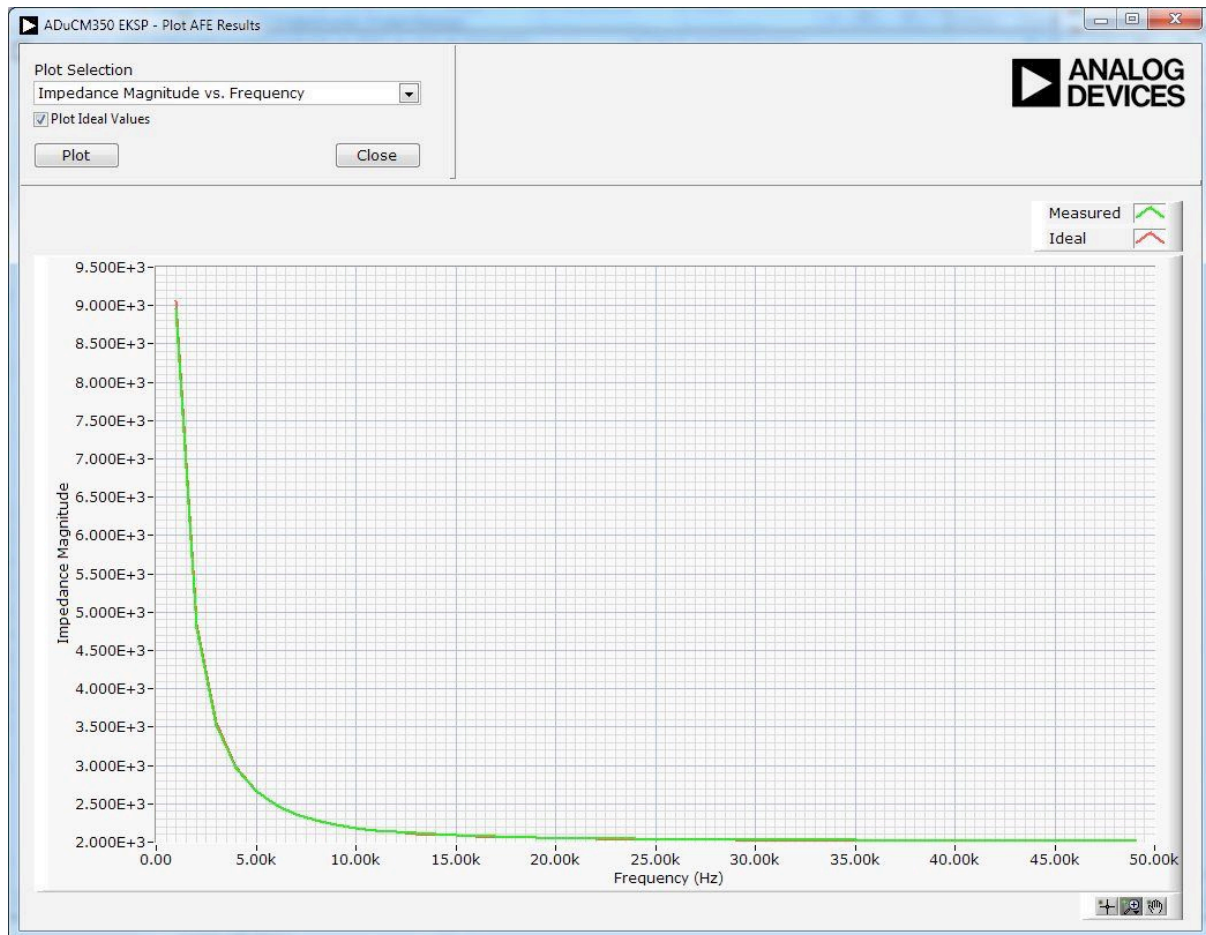 ADuCM350 EKSP - Plot AFE Results
Plot Selection
Impedance Magnitude vs. Frequency
Plot Ideal Values
Plot
Close
ANALOG
DEVICES
Measured
Ideal
9.500E+3
9.000E+3
8.500E+3
8.000E+3
7.500E+3
7.000E+3
6.500E+3
6.000E+3
5.500E+3
5.000E+3
4.500E+3
4.000E+3
3.500E+3
3.000E+3
2.500E+3
2.000E+3
Impedance Magnitude
0.00 5.00k 10.00k 15.00k 20.00k 25.00k 30.00k 35.00k 40.00k 45.00k 50.00k
Frequency (Hz)